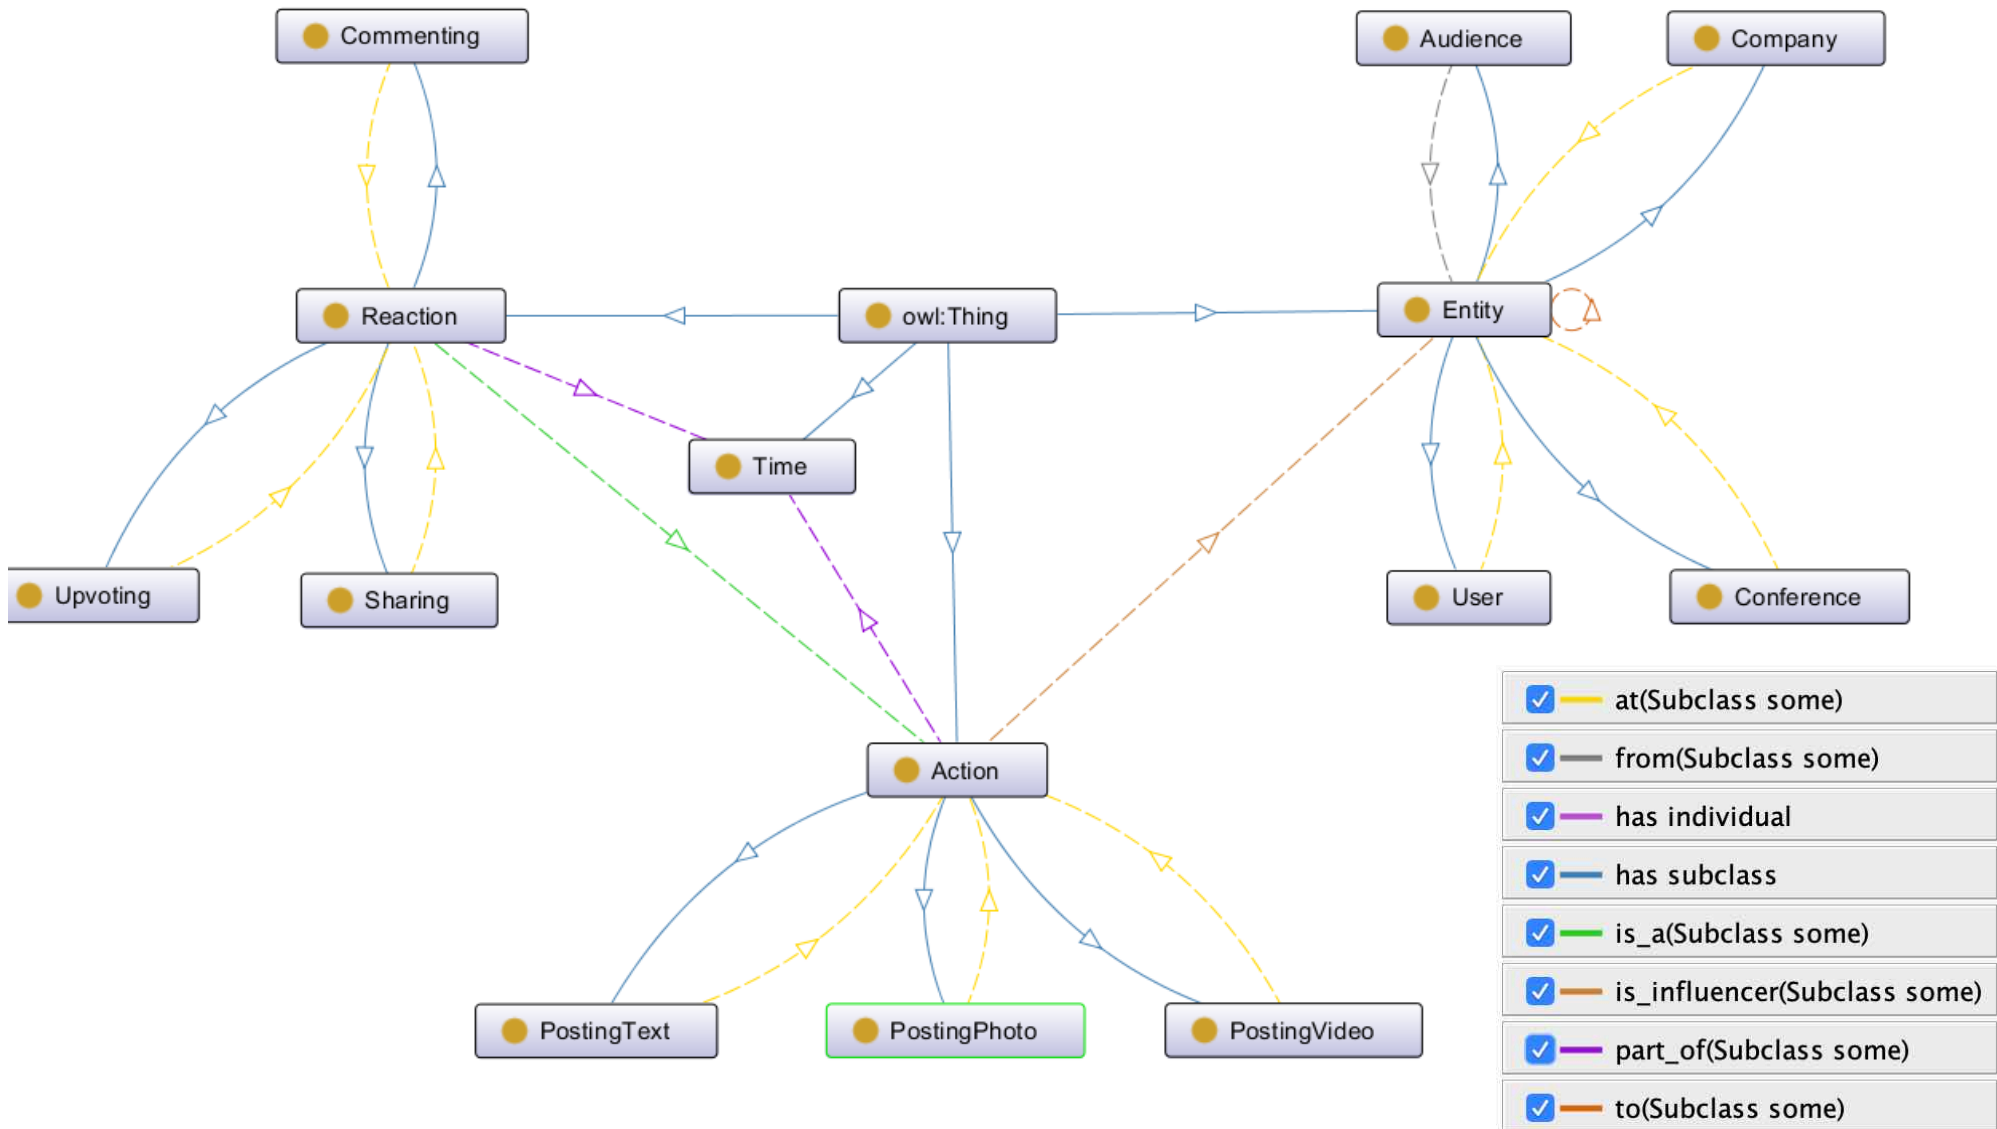 Commenting
Audience
Company
Reaction
owl:Thing
Entity
Time
Upvoting
Sharing
User
Conference
Action
PostingText
PostingPhoto
PostingVideo
at(Subclass some)
from(Subclass some)
has individual
has subclass
is_a(Subclass some)
is_influencer(Subclass some)
part_of(Subclass some)
to(Subclass some)